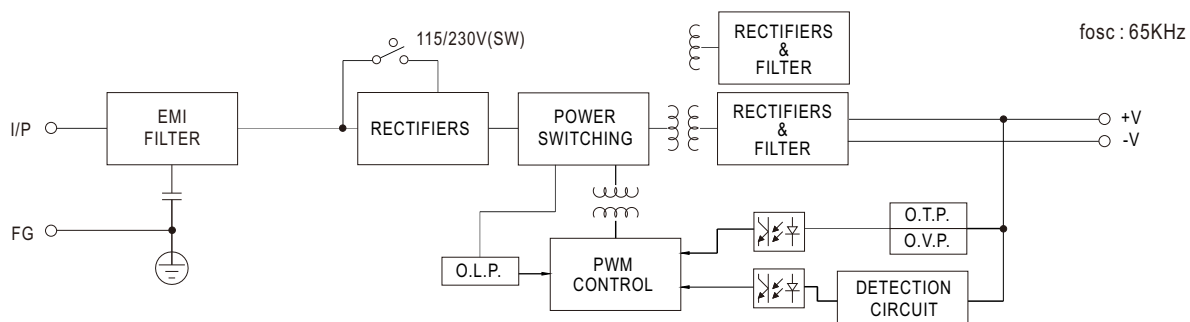 115/230V(SW)
RECTIFIERS
&
FILTER
fosc : 65KHz
I/P
EMI
FILTER
RECTIFIERS
POWER
SWITCHING
RECTIFIERS
&
FILTER
+V
-V
FG
O.L.P.
PWM
CONTROL
O.T.P.
O.V.P.
DETECTION
CIRCUIT